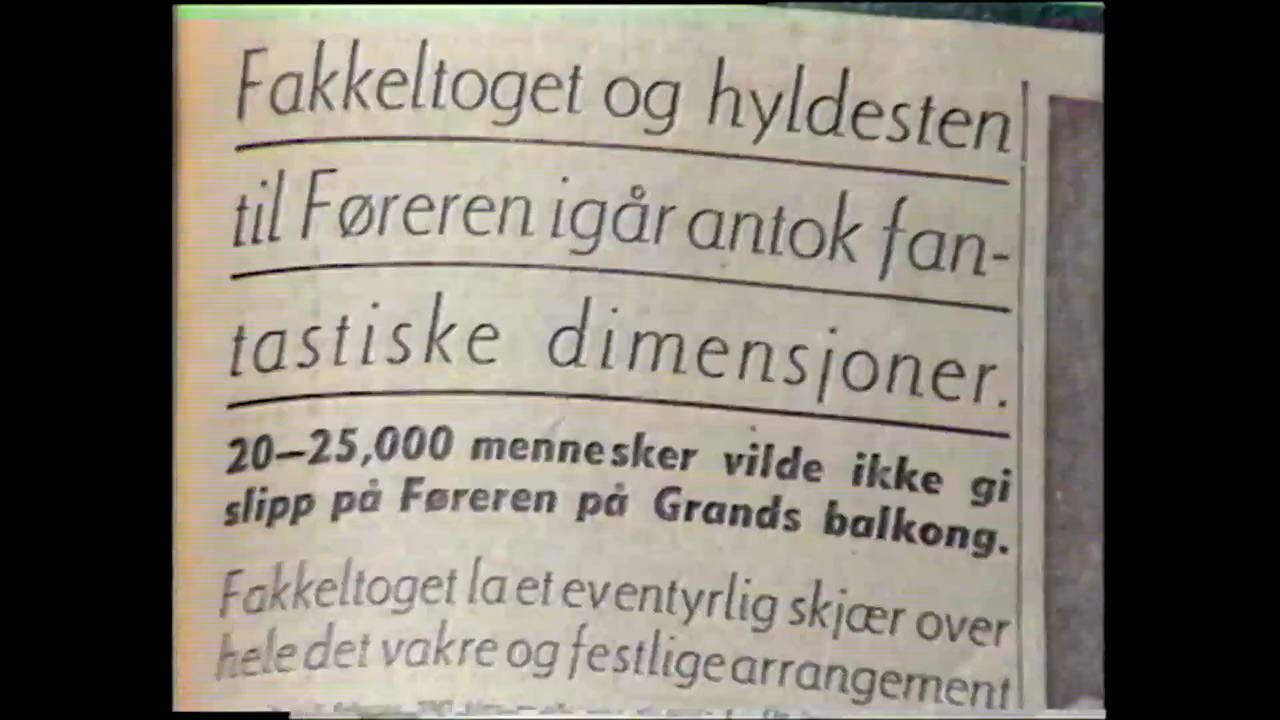 Fakkeltoget og hyldesten
til Føreren igår antok fan-
tastiske dimensjoner.
20—25,000 mennesker vilde ikke gi
slipp på Føreren på Grands balkong.
Fakkeltoget la et eventyrlig skjær over
hele det vakre og festlige arrangement